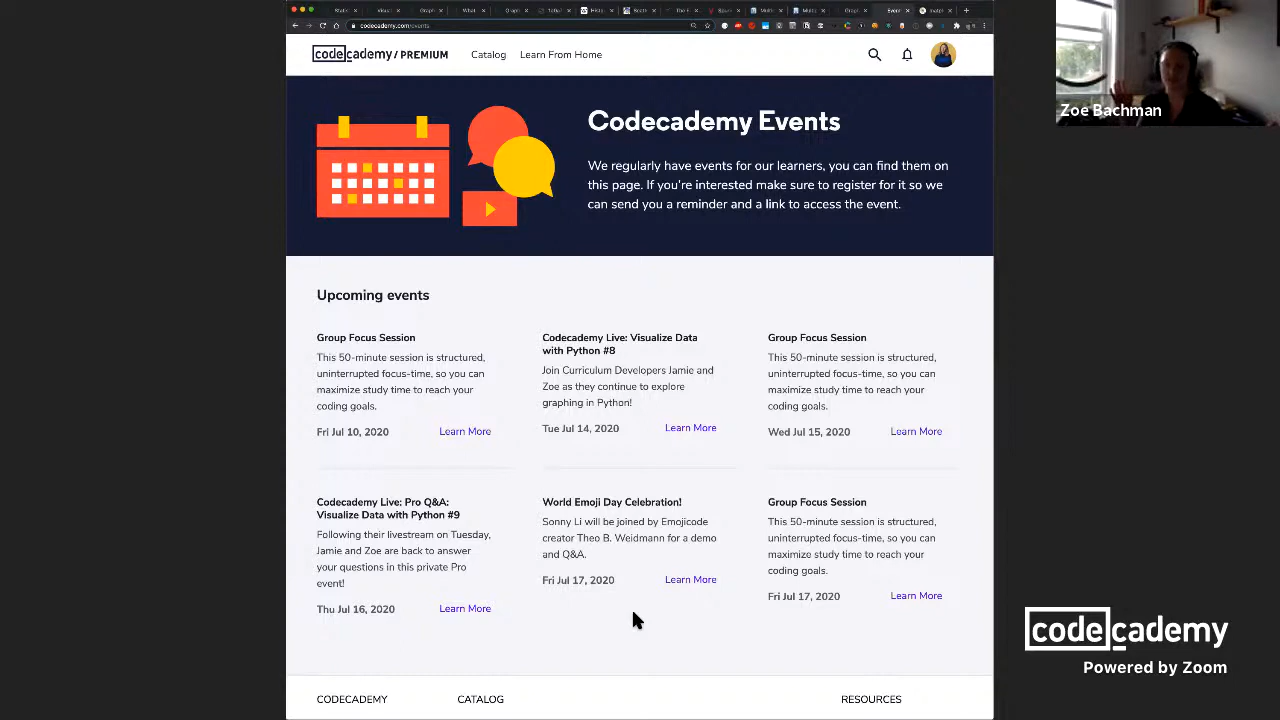 codecademy.com/events
codecademy / PREMIUM
Catalog
Learn From Home
Codecademy Events
We regularly have events for our learners, you can find them on
this page. If you're interested make sure to register for it so we
can send you a reminder and a link to access the event.
Upcoming events
Group Focus Session
This 50-minute session is structured,
uninterrupted focus-time, so you can
maximize study time to reach your
coding goals.
Fri Jul 10, 2020
Learn More
Codecademy Live: Visualize Data
with Python #8
Join Curriculum Developers Jamie and
Zoe as they continue to explore
graphing in Python!
Tue Jul 14, 2020
Learn More
Group Focus Session
This 50-minute session is structured,
uninterrupted focus-time, so you can
maximize study time to reach your
coding goals.
Wed Jul 15, 2020
Learn More
Codecademy Live: Pro Q&A:
Visualize Data with Python #9
Following their livestream on Tuesday,
Jamie and Zoe are back to answer
your questions in this private Pro
event!
Thu Jul 16, 2020
Learn More
World Emoji Day Celebration!
Sonny Li will be joined by Emojicode
creator Theo B. Weidmann for a demo
and Q&A.
Fri Jul 17, 2020
Learn More
Group Focus Session
This 50-minute session is structured,
uninterrupted focus-time, so you can
maximize study time to reach your
coding goals.
Fri Jul 17, 2020
Learn More
CODECADEMY
CATALOG
RESOURCES
Zoe Bachman
codecademy
Powered by Zoom